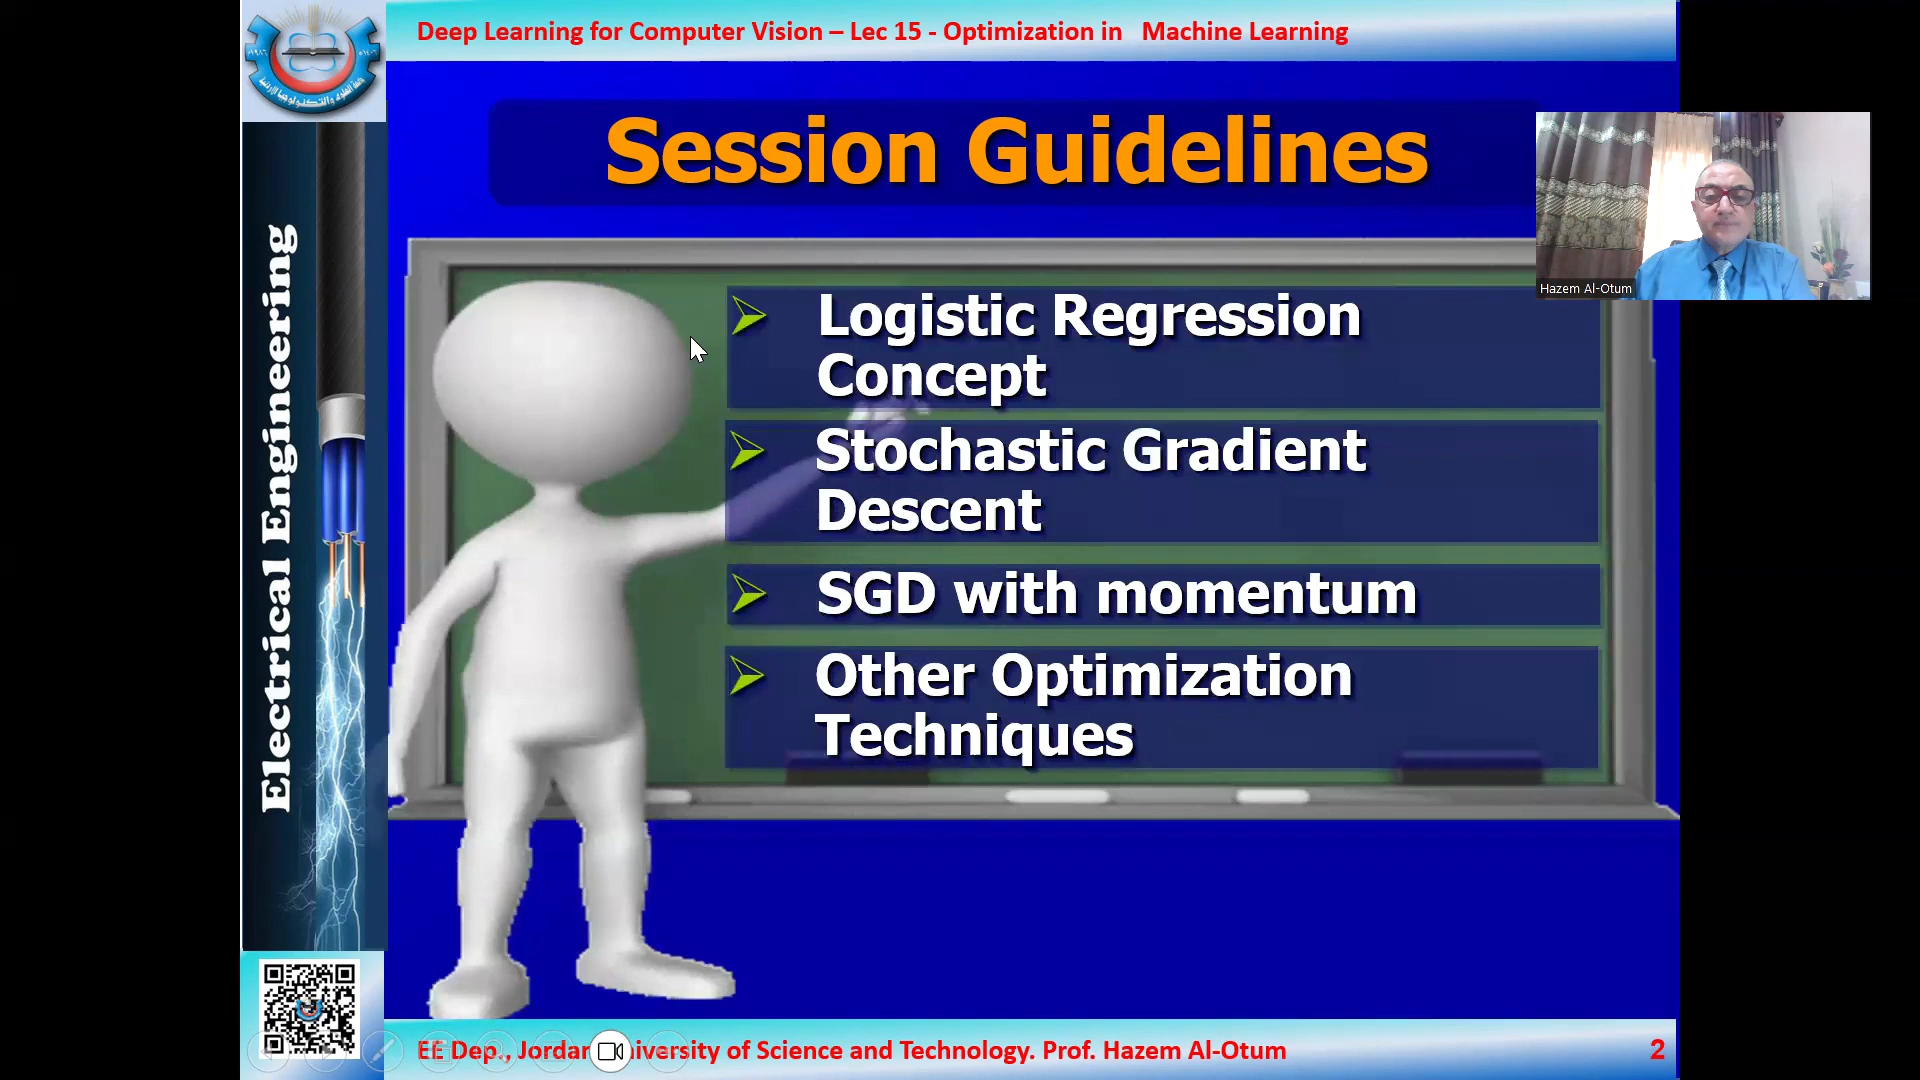 Deep Learning for Computer Vision – Lec 15 - Optimization in Machine Learning
Session Guidelines
Hazem Al-Otum
Logistic Regression
Concept
Stochastic Gradient
Descent
SGD with momentum
Other Optimization
Techniques
Electrical Engineering
EE Dep., Jordan University of Science and Technology. Prof. Hazem Al-Otum
2